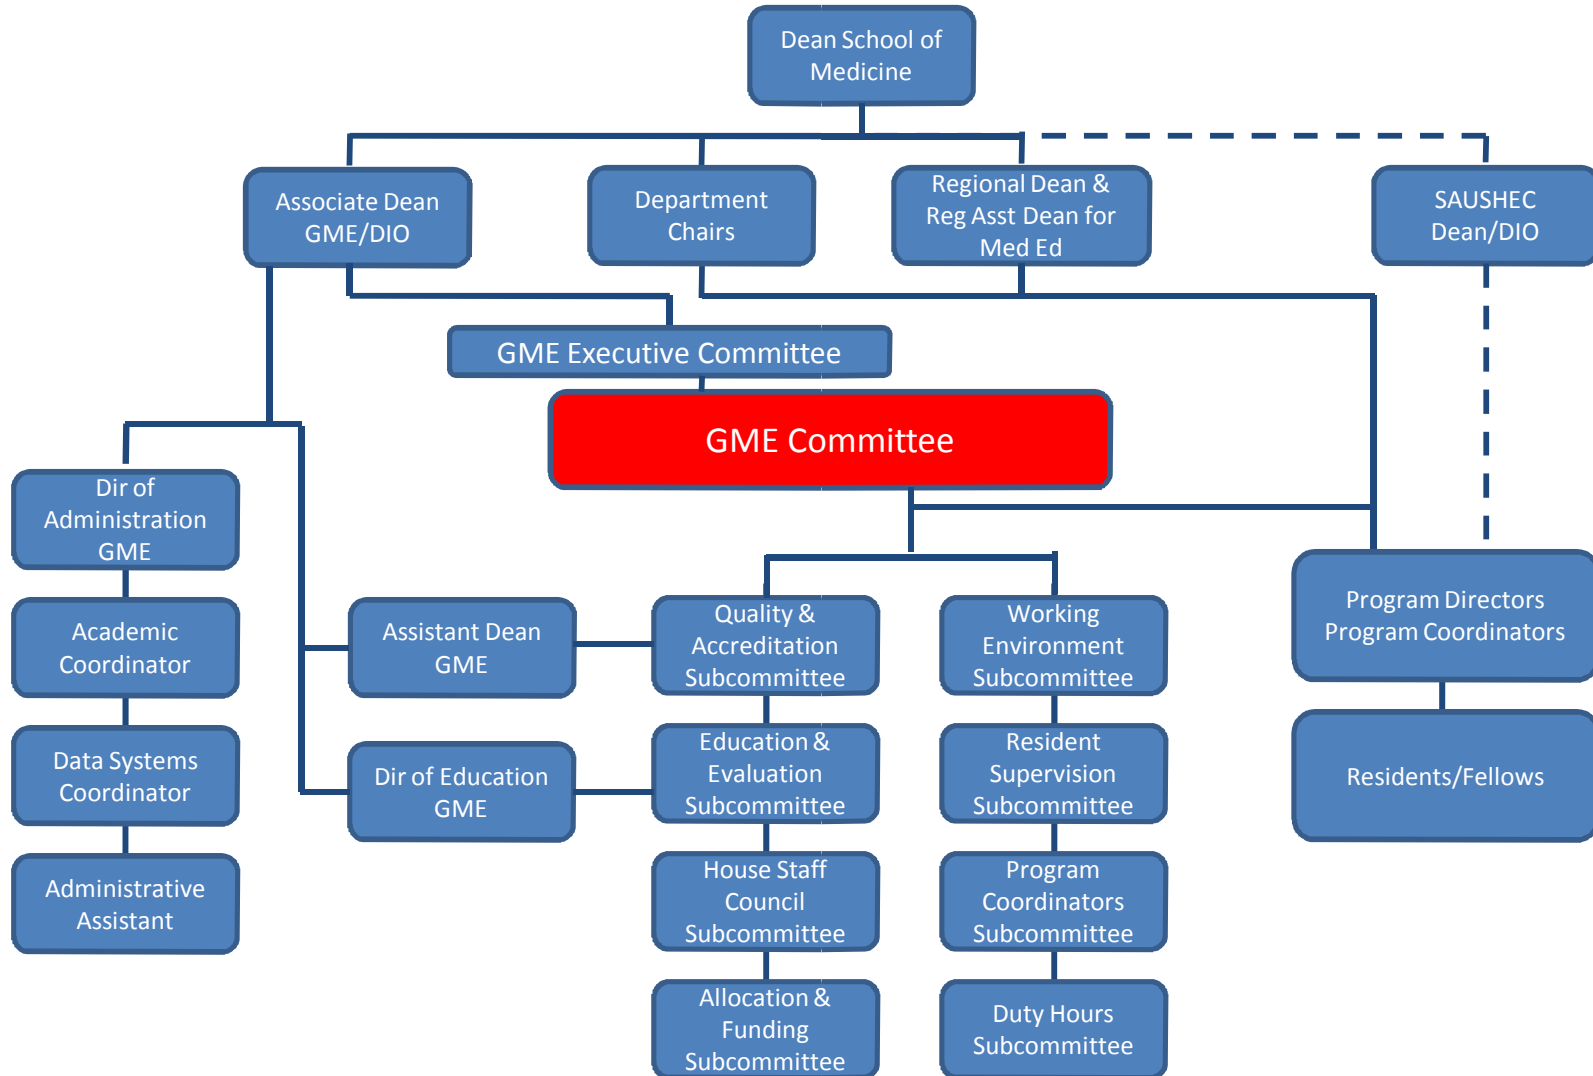 Dean School of
Medicine
Associate Dean
GME/DIO
Department
Chairs
Regional Dean &
Reg Asst Dean for
Med Ed
SAUSHEC
Dean/DIO
GME Executive Committee
GME Committee
Dir of
Administration
GME
Academic
Coordinator
Data Systems
Coordinator
Administrative
Assistant
Assistant Dean
GME
Dir of Education
GME
Quality &
Accreditation
Subcommittee
Education &
Evaluation
Subcommittee
House Staff
Council
Subcommittee
Allocation &
Funding
Subcommittee
Working
Environment
Subcommittee
Resident
Supervision
Subcommittee
Program
Coordinators
Subcommittee
Duty Hours
Subcommittee
Program Directors
Program Coordinators
Residents/Fellows